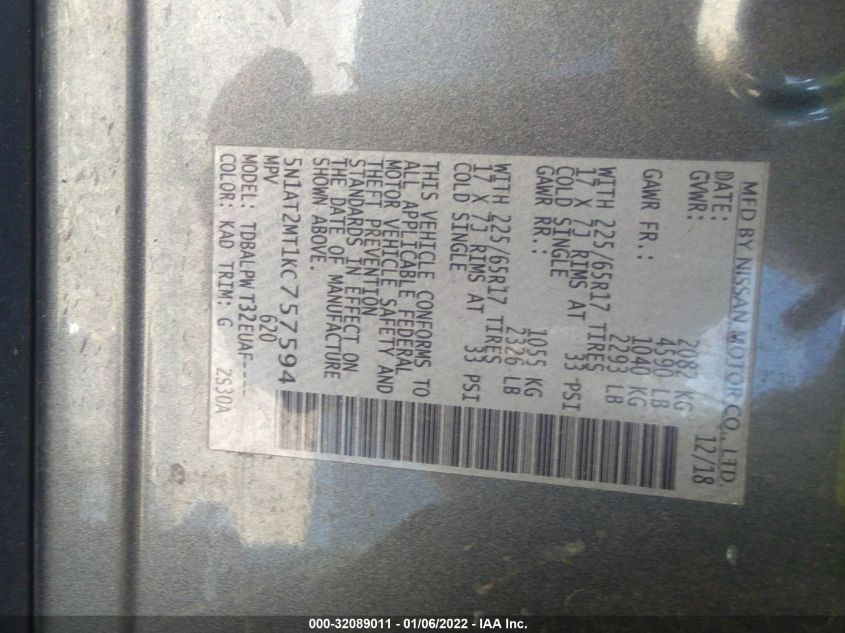 MFD BY NISSAN MOTOR CO., LTD.
DATE: 12/18
GVWR: 2082 KG
4590 LB
GAWR FR.: 1040 KG
2293 LB
WITH 225/65R17 TIRES
17 X 7J RIMS AT 33 PSI
COLD SINGLE
GAWR RR.: 1055 KG
2326 LB
WITH 225/65R17 TIRES
17 X 7J RIMS AT 33 PSI
COLD SINGLE
THIS VEHICLE CONFORMS TO
ALL APPLICABLE FEDERAL
MOTOR VEHICLE SAFETY AND
THEFT PREVENTION
STANDARDS IN EFFECT ON
THE DATE OF MANUFACTURE
SHOWN ABOVE.
5N1AT2MT1KC757594
MPV 620
MODEL: TDBALPWT32EUAF----
COLOR: KAD TRIM: G 2S30A
000-32089011 - 01/06/2022 - IAA Inc.